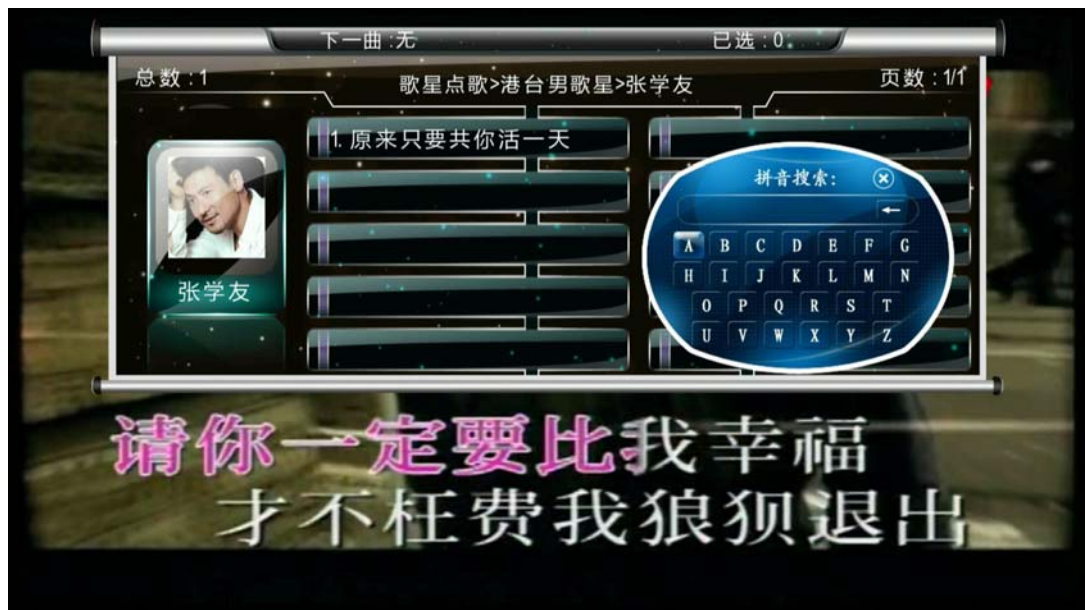 下一曲:无 已选:0
总数:1 歌星点歌>港台男歌星>张学友 页数:1/1
1. 原来只要共你活一天
张学友
拼音搜索:
A B C D E F G
H I J K L M N
O P Q R S T
U V W X Y Z
请你一定要比我幸福
才不枉费我狼狈退出